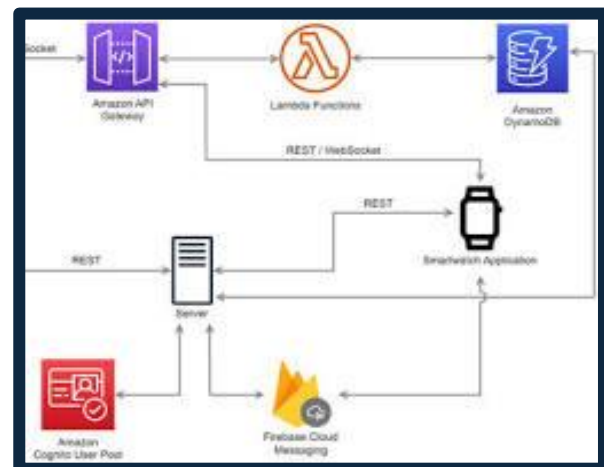 Socket
Amazon API
Gateway
Lambda Functions
Amazon
DynamoDB
REST / WebSocket
REST
Smartwatch Application
REST
Server
Amazon
Cognito User Pool
Firebase Cloud
Messaging